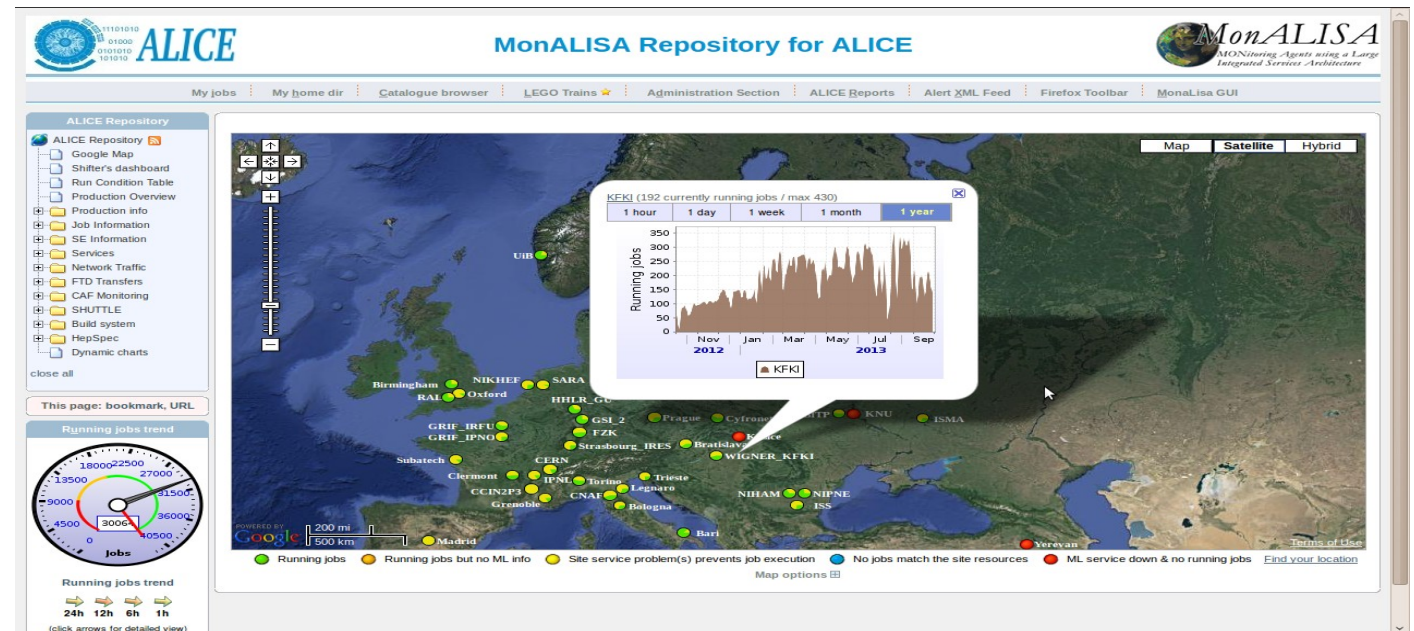 11101010
01000
0101010
101010
ALICE
MonALISA Repository for ALICE
MonALISA
MONitoring Agents using a Large
Integrated Services Architecture
My jobs
My home dir
Catalogue browser
LEGO Trains
Administration Section
ALICE Reports
Alert XML Feed
Firefox Toolbar
MonaLisa GUI
ALICE Repository
ALICE Repository
Google Map
Shifter's dashboard
Run Condition Table
Production Overview
Production info
Job Information
SE Information
Services
Network Traffic
FTD Transfers
CAF Monitoring
SHUTTLE
Build system
HepSpec
Dynamic charts
close all
This page: bookmark, URL
Running jobs trend
0
4500
9000
13500
18000
22500
27000
31500
36000
40500
30064
Jobs
Running jobs trend
24h 12h 6h 1h
(click arrows for detailed view)
Map
Satellite
Hybrid
KFKI (192 currently running jobs / max 430)
1 hour
1 day
1 week
1 month
1 year
Running jobs
350
300
250
200
150
100
50
0
Nov Jan Mar May Jul Sep
2012 2013
KFKI
UiB
Birmingham
NIKHEF
SARA
RAL
Oxford
HHLR_GU
GRIF_IRFU
GSI_2
Prague
Cyfronet
KNU
ISMA
GRIF_IPNO
FZK
Strasbourg_IRES
Bratislava
WIGNER_KFKI
Subatech
CERN
Clermont
IPNL
Torino
Trieste
CCIN2P3
CNAF
Legnaro
NIHAM
NIPNE
Grenoble
Bologna
ISS
Madrid
Bari
Yerevan
POWERED BY
Google
200 mi
500 km
Terms of Use
Running jobs
Running jobs but no ML info
Site service problem(s) prevents job execution
No jobs match the site resources
ML service down & no running jobs
Find your location
Map options